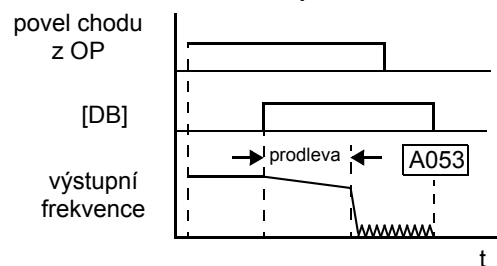 povel chodu
z OP
[DB]
prodleva
A053
výstupní
frekvence
t